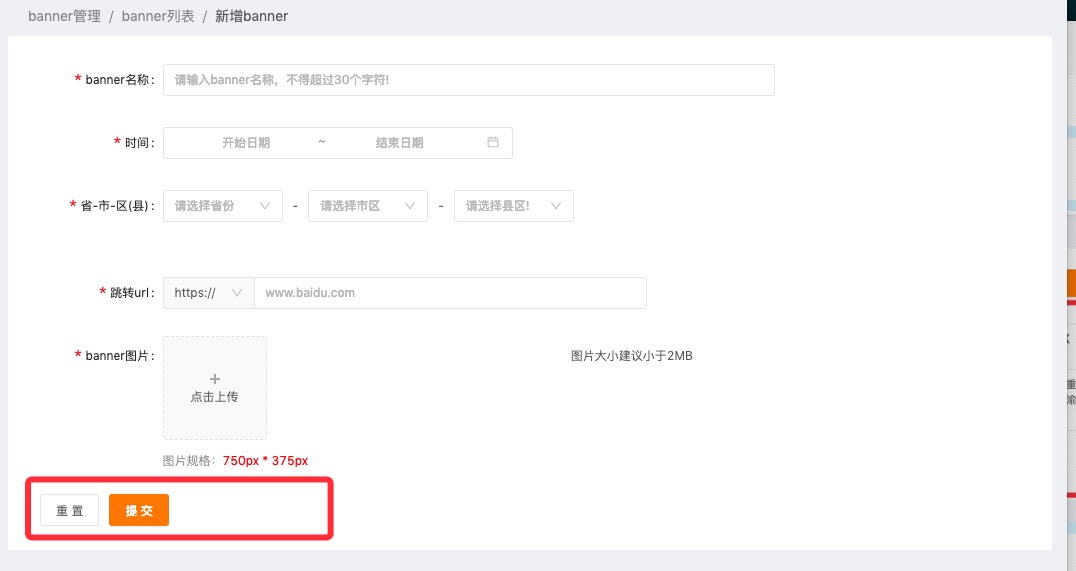 banner管理 / banner列表 / 新增banner
* banner名称: 请输入banner名称，不得超过30个字符!
* 时间: 开始日期 ~ 结束日期
* 省-市-区(县): 请选择省份 - 请选择市区 - 请选择县区!
* 跳转url: https:// www.baidu.com
* banner图片: 图片大小建议小于2MB
+
点击上传
图片规格: 750px * 375px
重 置 提 交